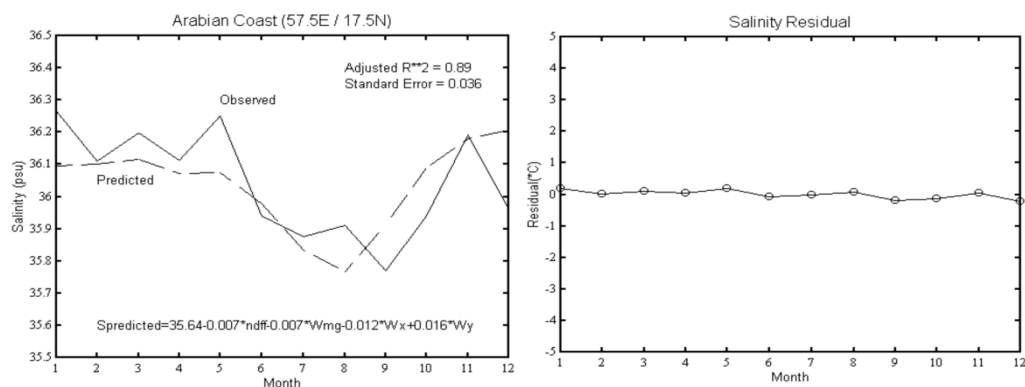 Arabian Coast (57.5E / 17.5N)
36.5
36.4
36.3
36.2
36.1
36
35.9
35.8
35.7
35.6
35.5
Salinity (psu)
Adjusted R**2 = 0.89
Standard Error = 0.036
Observed
Predicted
Spredicted=35.64-0.007*ndff-0.007*Wmg-0.012*Wx+0.016*Wy
1 2 3 4 5 6 7 8 9 10 11 12
Month
Salinity Residual
5
4
3
2
1
0
-1
-2
-3
-4
-5
Residual(*C)
1 2 3 4 5 6 7 8 9 10 11 12
Month